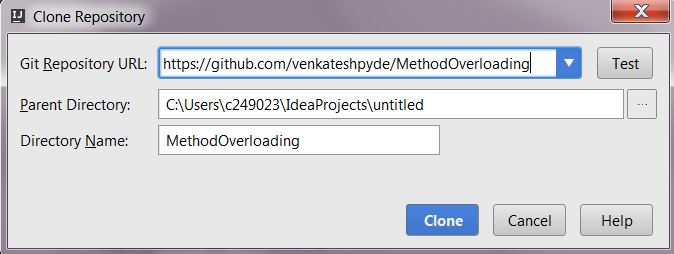 IJ Clone Repository
Git Repository URL: https://github.com/venkateshpyde/MethodOverloading Test
Parent Directory: C:\Users\c249023\IdeaProjects\untitled ...
Directory Name: MethodOverloading
Clone Cancel Help